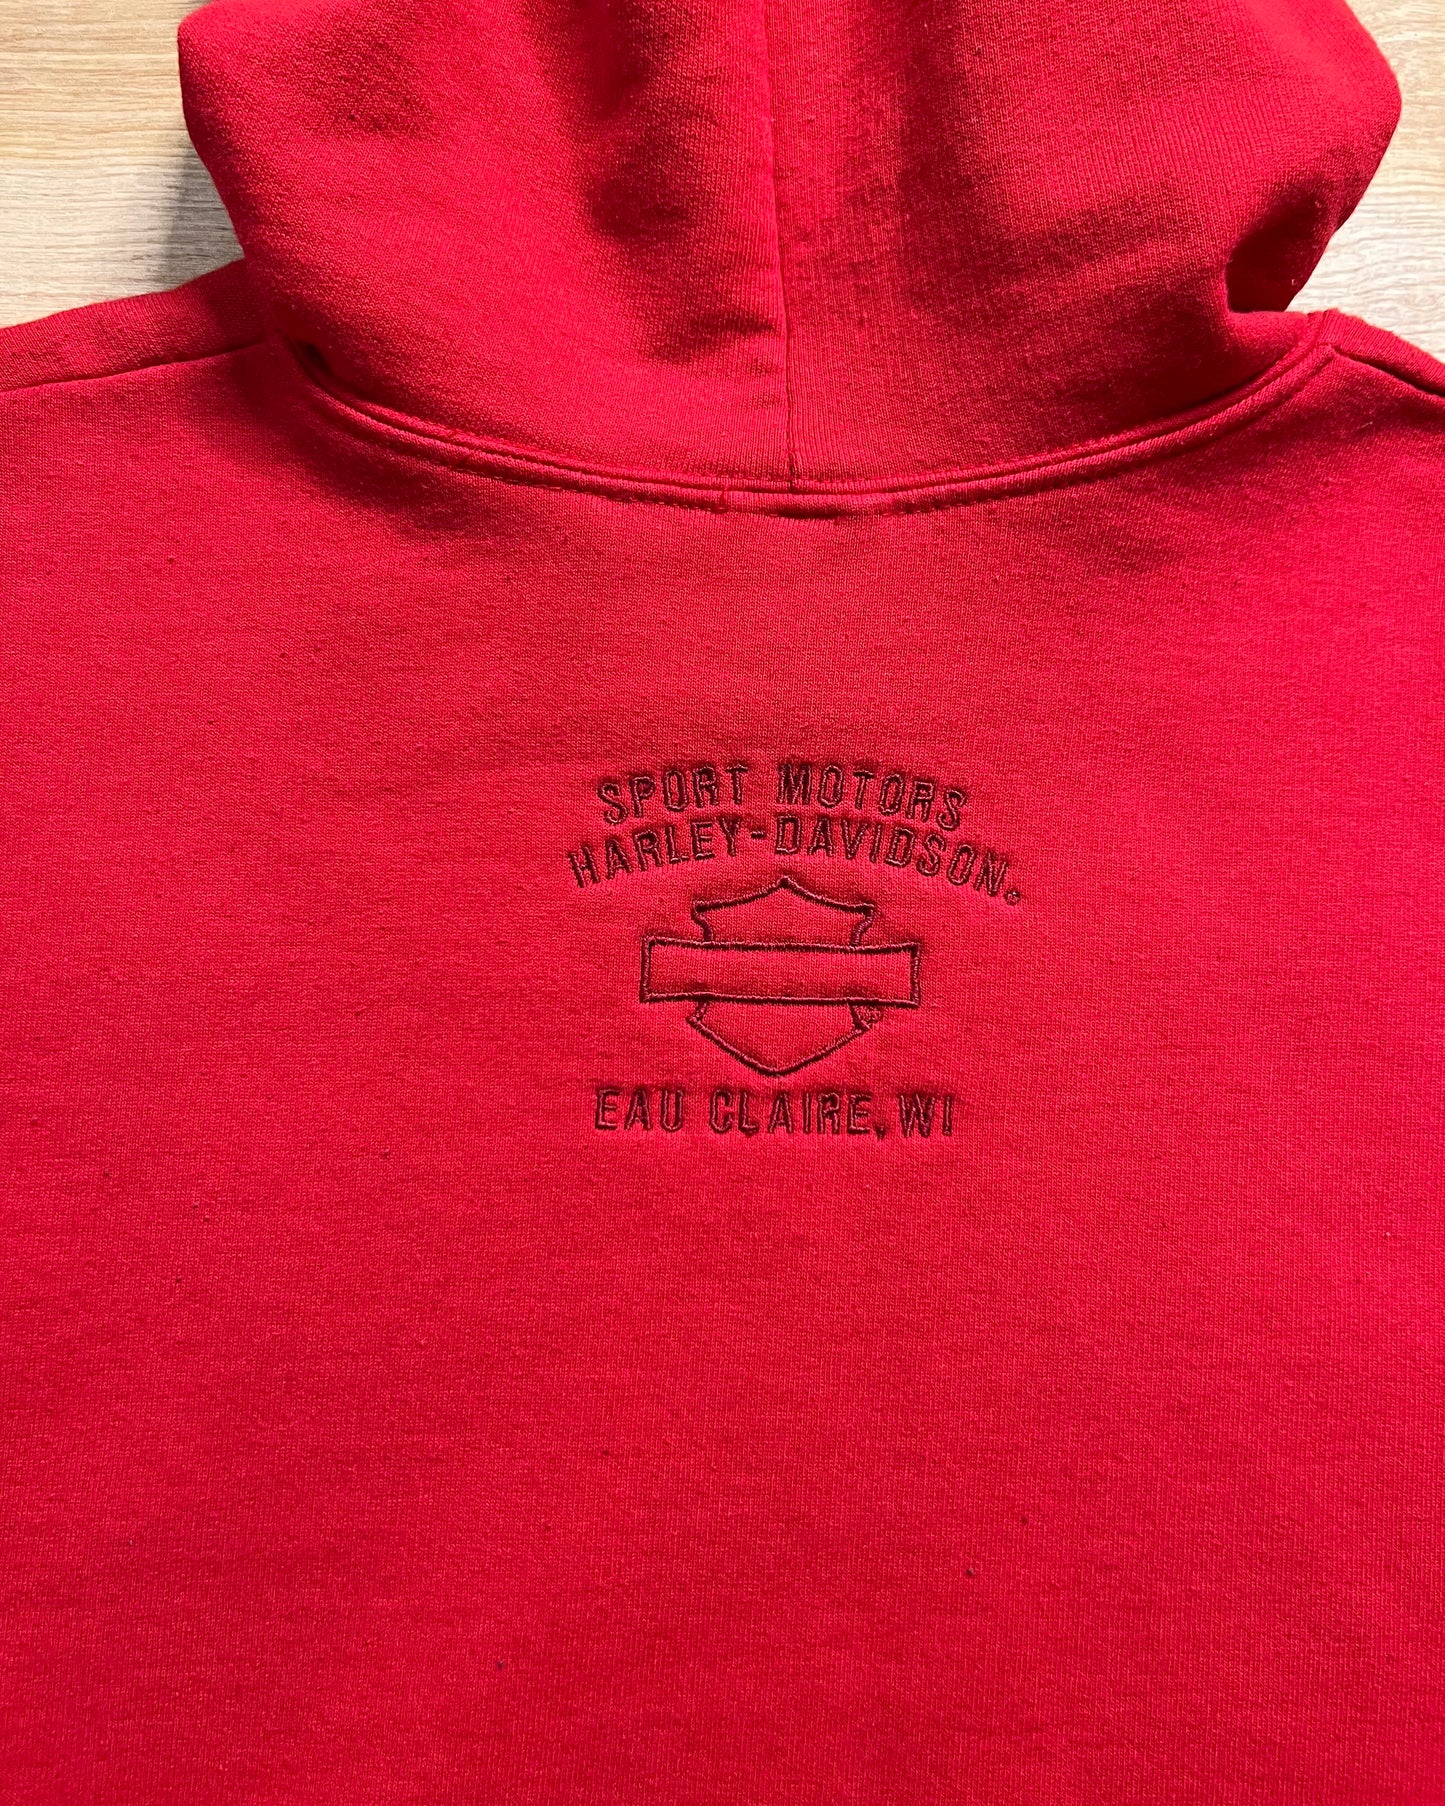 SPORT MOTORS
HARLEY-DAVIDSON®
EAU CLAIRE, WI